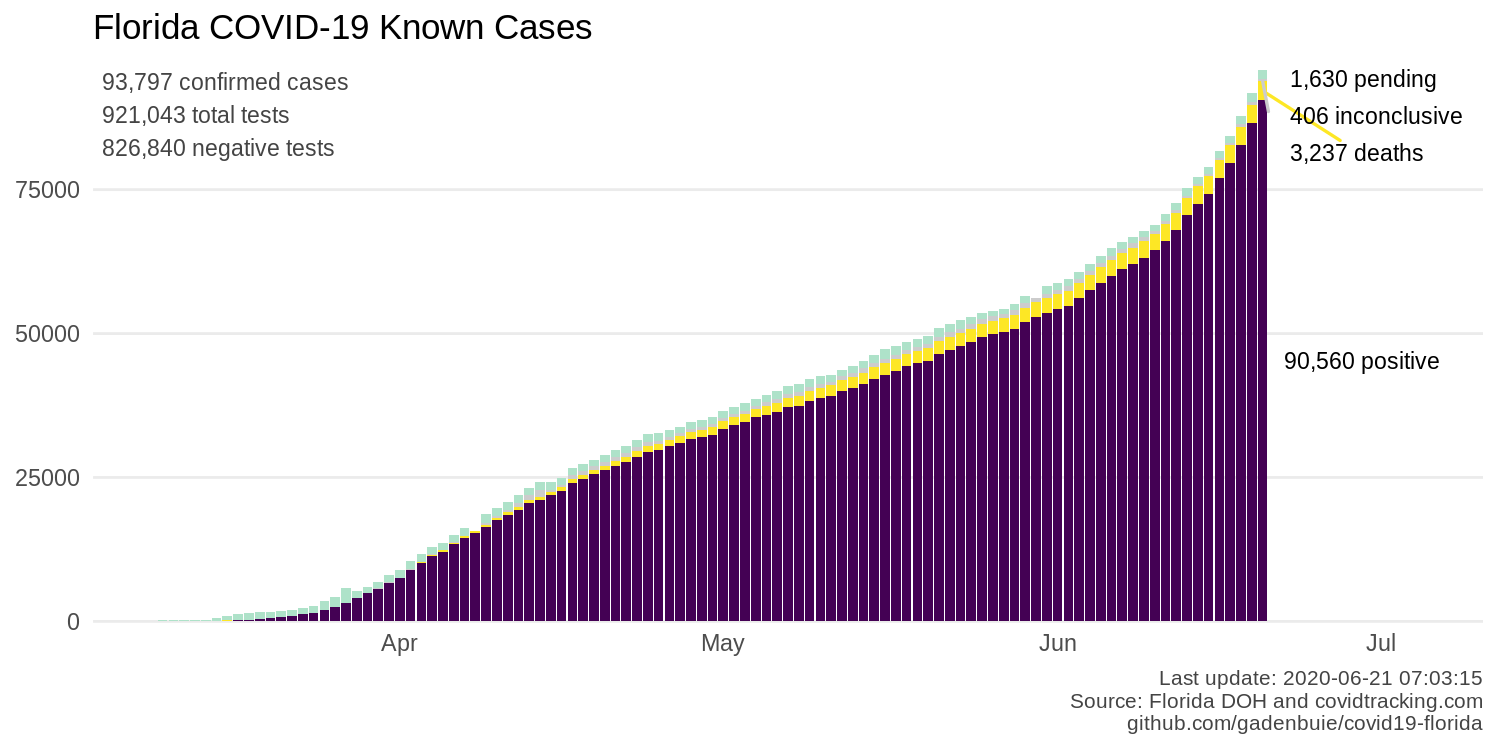 Florida COVID-19 Known Cases
93,797 confirmed cases
921,043 total tests
826,840 negative tests
1,630 pending
406 inconclusive
3,237 deaths
90,560 positive
75000
50000
25000
0
Apr May Jun Jul
Last update: 2020-06-21 07:03:15
Source: Florida DOH and covidtracking.com
github.com/gadenbuie/covid19-florida